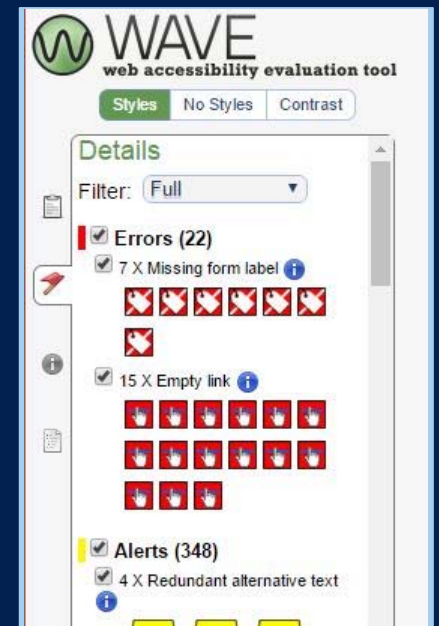 W WAVE
web accessibility evaluation tool
Styles No Styles Contrast
Details
Filter: Full
Errors (22)
7 X Missing form label
15 X Empty link
Alerts (348)
4 X Redundant alternative text